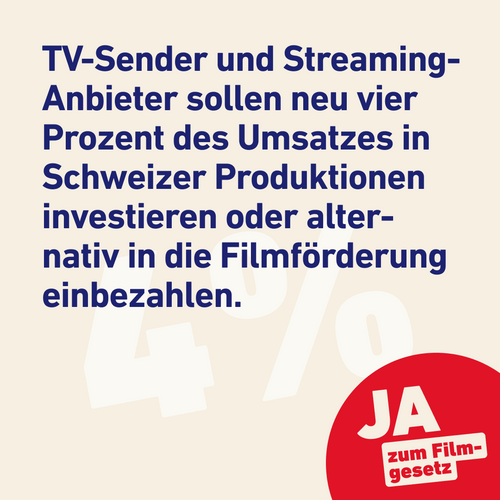 TV-Sender und Streaming-
Anbieter sollen neu vier
Prozent des Umsatzes in
Schweizer Produktionen
investieren oder alter-
nativ in die Filmförderung
einbezahlen.
4%
JA
zum Film-
gesetz